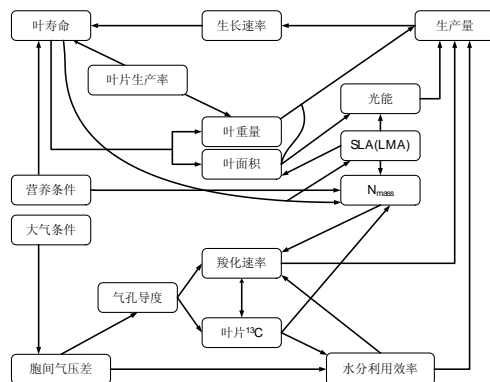 叶寿命
生长速率
生产量
叶片生产率
光能
叶重量
SLA(LMA)
叶面积
营养条件
Nmass
大气条件
羧化速率
气孔导度
叶片¹³C
胞间气压差
水分利用效率